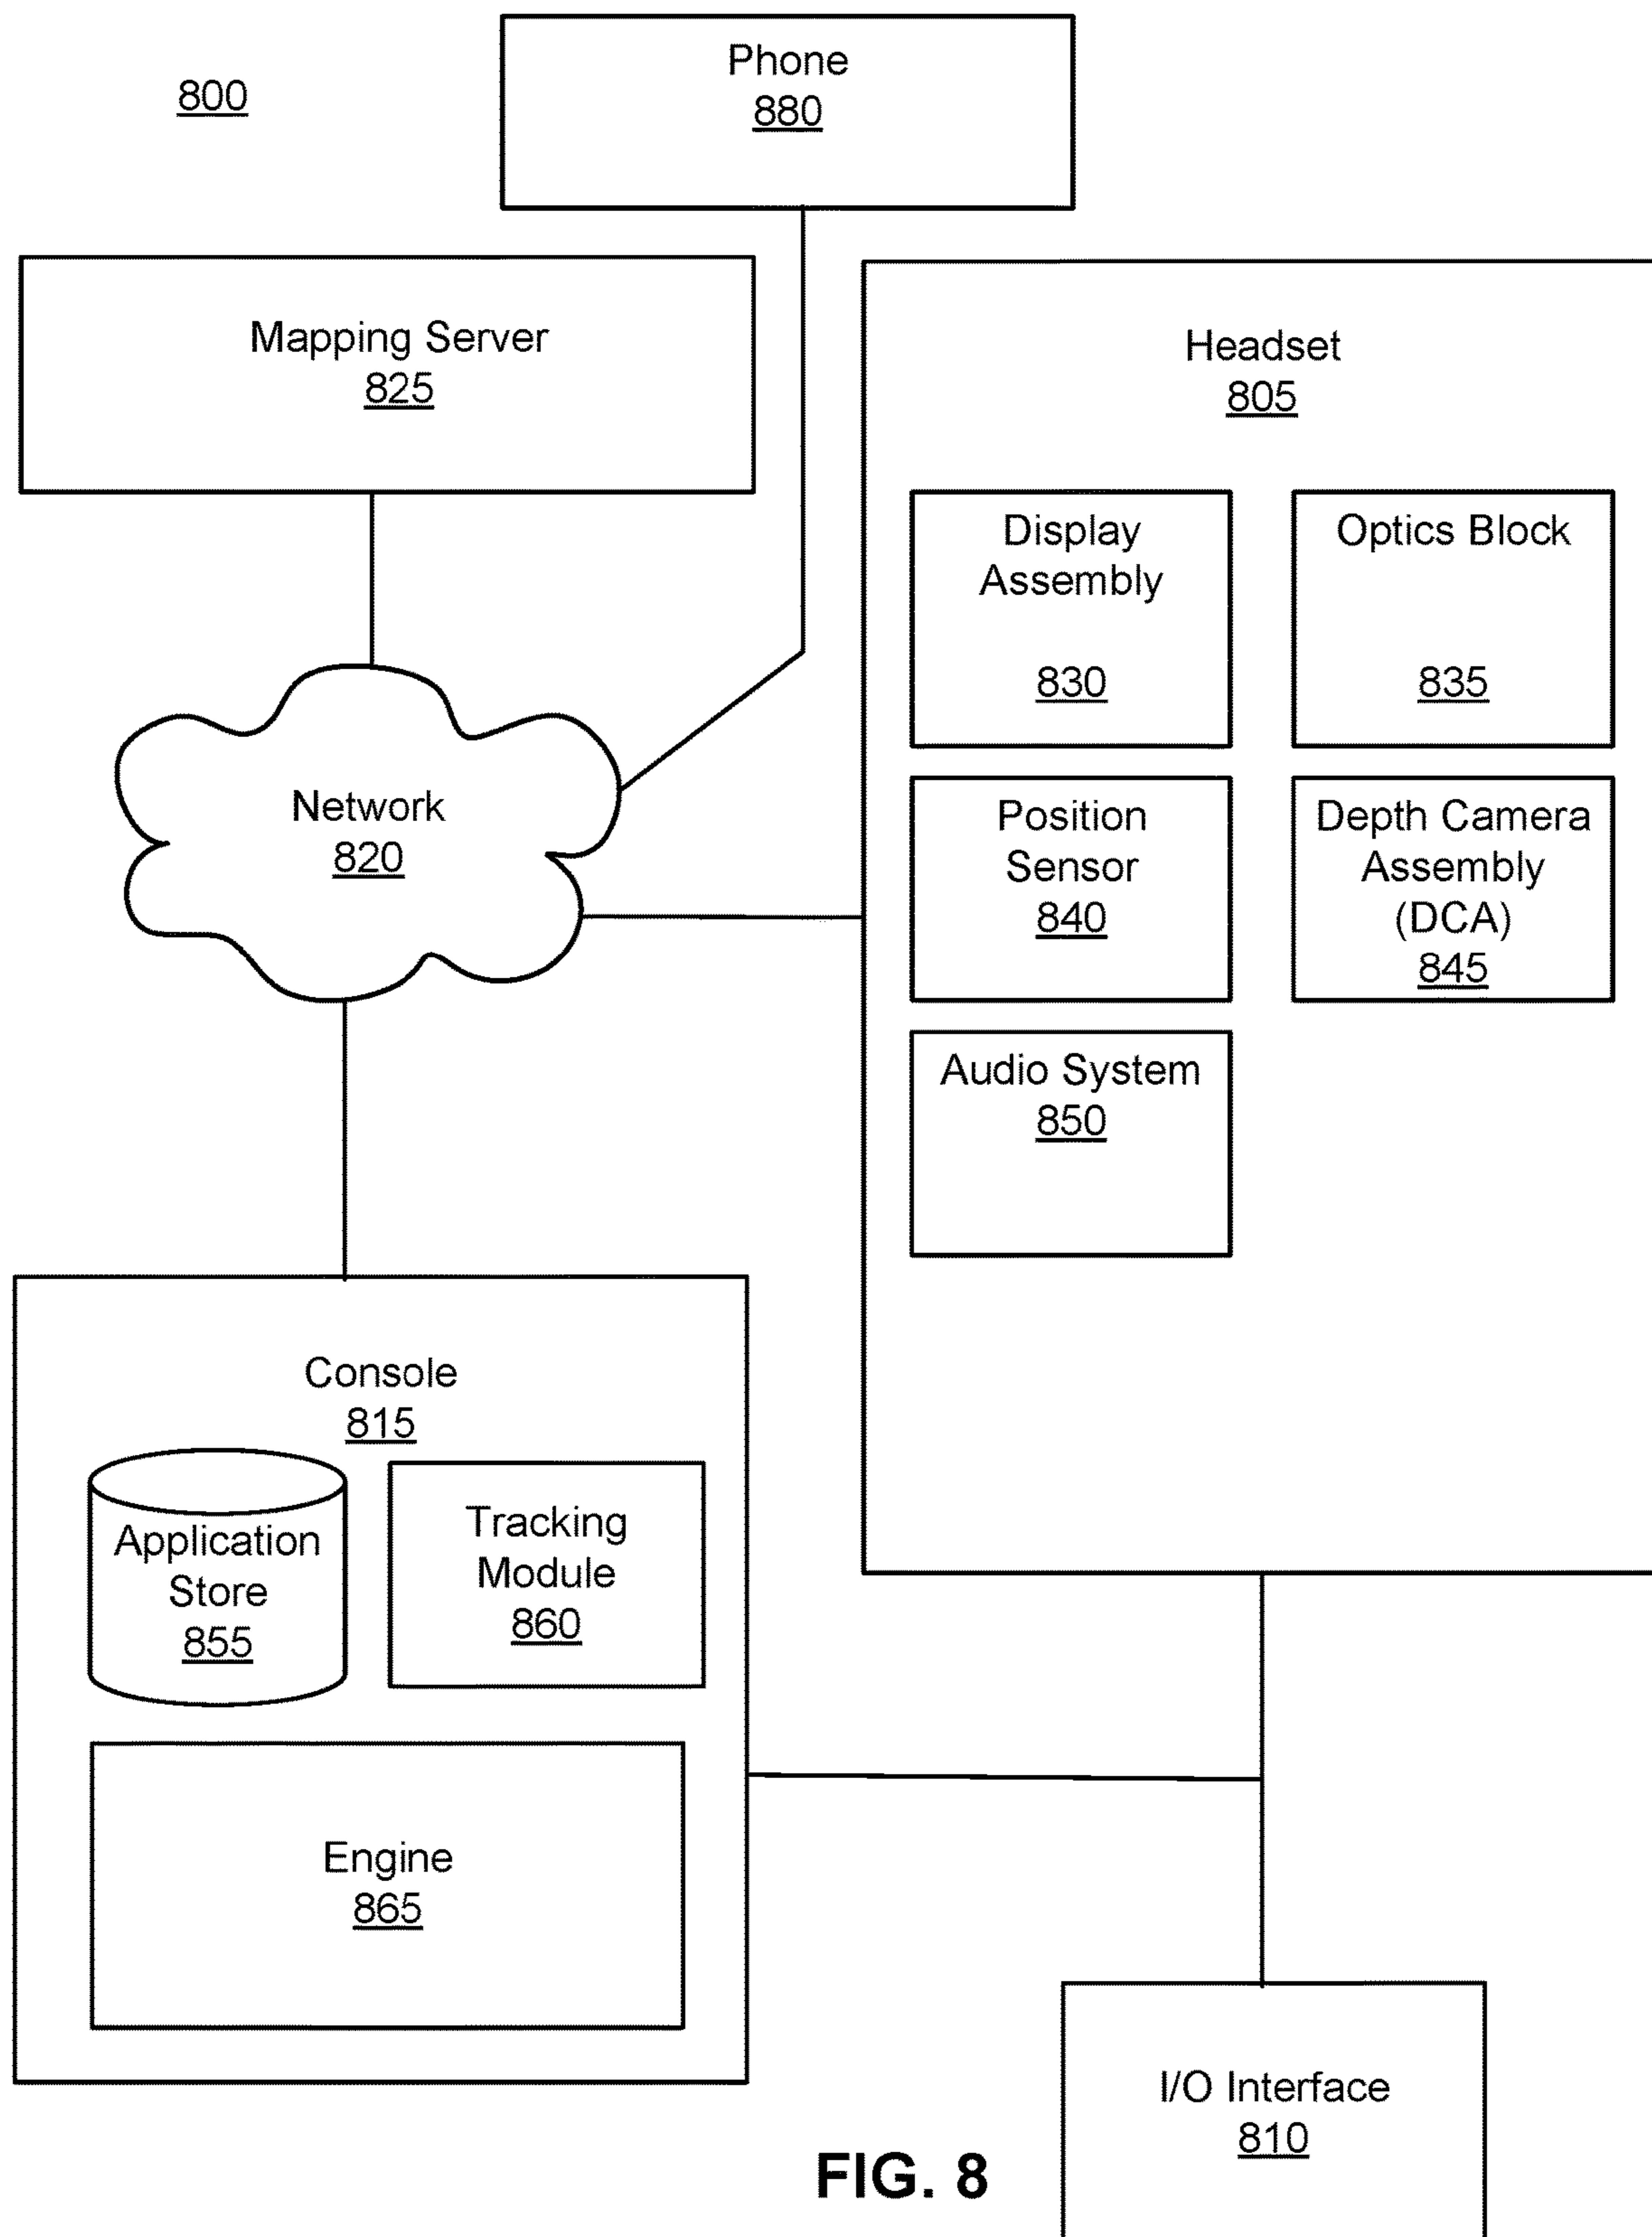 800
Phone
880
Mapping Server
825
Headset
805
Display
Assembly
830
Optics Block
835
Network
820
Position
Sensor
840
Depth Camera
Assembly
(DCA)
845
Audio System
850
Console
815
Application
Store
855
Tracking
Module
860
Engine
865
I/O Interface
810
FIG. 8